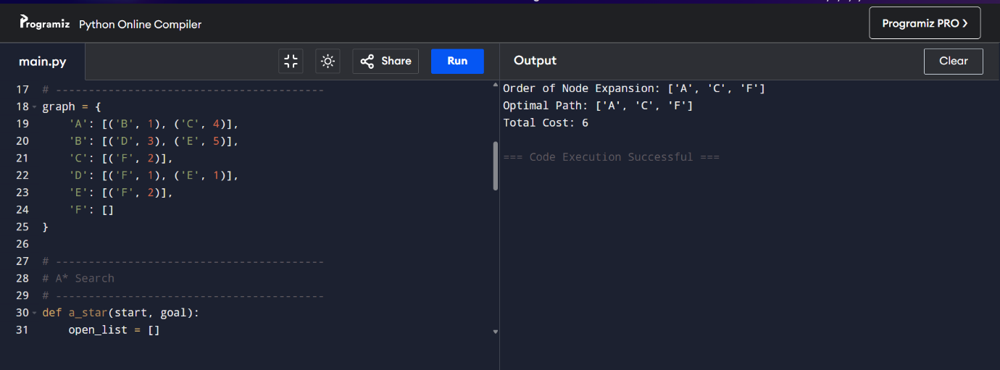 Programiz Python Online Compiler
Programiz PRO >
main.py
Share
Run
Output
Clear
17 # -----------------------------------------
18 graph = {
19     'A': [('B', 1), ('C', 4)],
20     'B': [('D', 3), ('E', 5)],
21     'C': [('F', 2)],
22     'D': [('F', 1), ('E', 1)],
23     'E': [('F', 2)],
24     'F': []
25 }
26
27 # -----------------------------------------
28 # A* Search
29 # -----------------------------------------
30 def a_star(start, goal):
31     open_list = []
Order of Node Expansion: ['A', 'C', 'F']
Optimal Path: ['A', 'C', 'F']
Total Cost: 6
=== Code Execution Successful ===